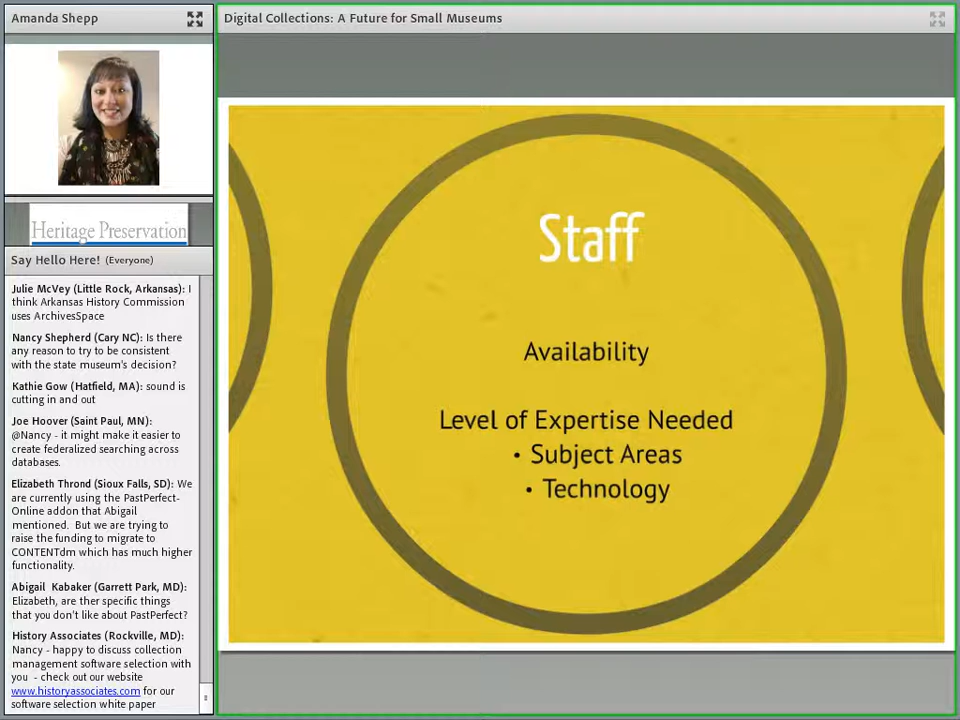 Amanda Shepp
Digital Collections: A Future for Small Museums
Heritage Preservation
Say Hello Here! (Everyone)
Julie McVey (Little Rock, Arkansas): I
think Arkansas History Commission
uses ArchivesSpace
Nancy Shepherd (Cary NC): Is there
any reason to try to be consistent
with the state museum's decision?
Kathie Gow (Hatfield, MA): sound is
cutting in and out
Joe Hoover (Saint Paul, MN):
@Nancy - it might make it easier to
create federalized searching across
databases.
Elizabeth Thrond (Sioux Falls, SD): We
are currently using the PastPerfect-
Online addon that Abigail
mentioned.  But we are trying to
raise the funding to migrate to
CONTENTdm which has much higher
functionality.
Abigail  Kabaker (Garrett Park, MD):
Elizabeth, are ther specific things
that you don't like about PastPerfect?
History Associates (Rockville, MD):
Nancy - happy to discuss collection
management software selection with
you  - check out our website
www.historyassociates.com for our
software selection white paper
Staff
Availability
Level of Expertise Needed
• Subject Areas
• Technology